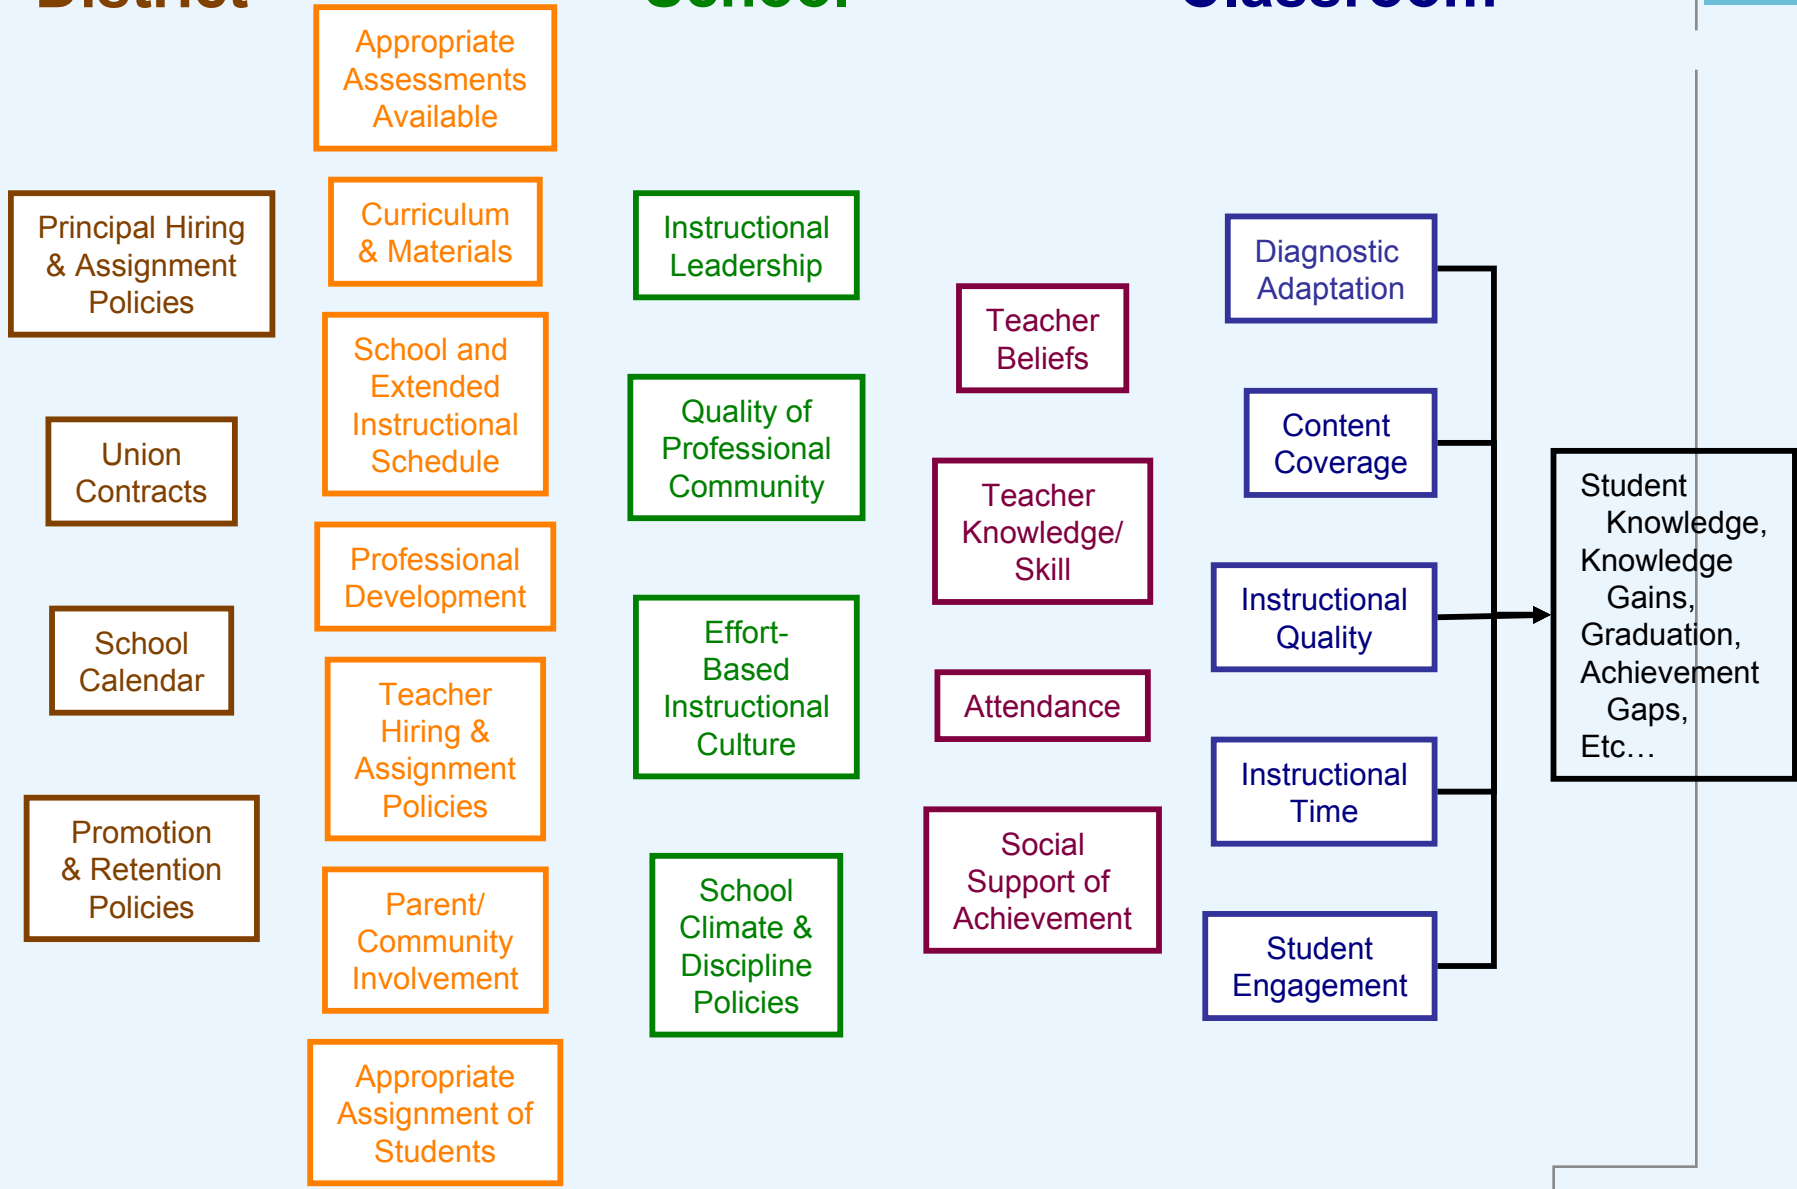 District
School
Classroom
Appropriate
Assessments
Available
Principal Hiring
& Assignment
Policies
Union
Contracts
School
Calendar
Promotion
& Retention
Policies
Curriculum
& Materials
School and
Extended
Instructional
Schedule
Professional
Development
Teacher
Hiring &
Assignment
Policies
Parent/
Community
Involvement
Appropriate
Assignment of
Students
Instructional
Leadership
Quality of
Professional
Community
Effort-
Based
Instructional
Culture
School
Climate &
Discipline
Policies
Teacher
Beliefs
Teacher
Knowledge/
Skill
Attendance
Social
Support of
Achievement
Diagnostic
Adaptation
Content
Coverage
Instructional
Quality
Instructional
Time
Student
Engagement
Student
Knowledge,
Knowledge
Gains,
Graduation,
Achievement
Gaps,
Etc…